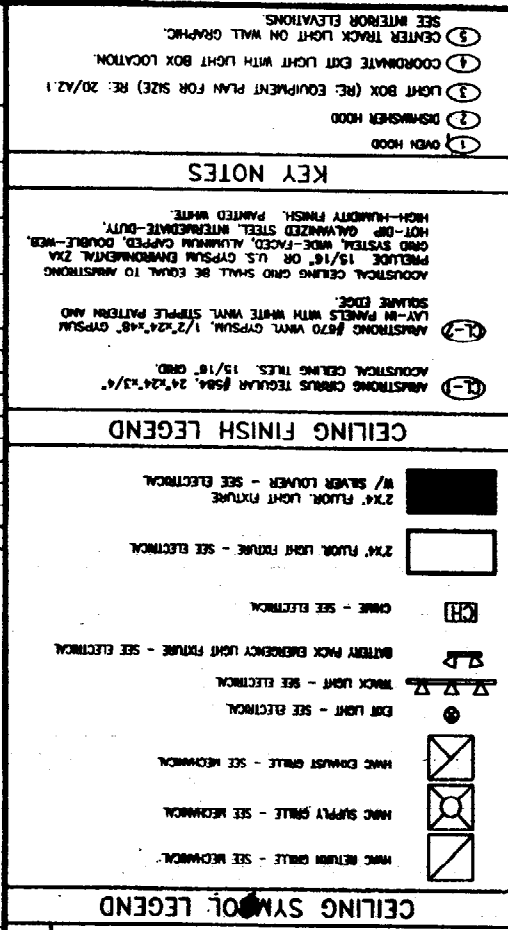 CEILING SYMBOL LEGEND
HVAC RETURN GRILLE - SEE MECHANICAL
HVAC SUPPLY GRILLE - SEE MECHANICAL
HVAC EXHAUST GRILLE - SEE MECHANICAL
EXIT LIGHT - SEE ELECTRICAL
TRACK LIGHT - SEE ELECTRICAL
BATTERY PACK EMERGENCY LIGHT FIXTURE - SEE ELECTRICAL
CH CHIME - SEE ELECTRICAL
2'X4' FLUOR. LIGHT FIXTURE - SEE ELECTRICAL
2'X4' FLUOR. LIGHT FIXTURE
W/ SILVER LOUVER - SEE ELECTRICAL
CEILING FINISH LEGEND
CL-1 ARMSTRONG CIRRUS TEGULAR #584, 24"x24"x3/4"
ACOUSTICAL CEILING TILES. 15/16" GRID.
CL-2 ARMSTRONG #670 VINYL GYPSUM, 1/2"x24"x48" GYPSUM
LAY-IN PANELS WITH WHITE VINYL STIPPLE PATTERN AND
SQUARE EDGE.
ACOUSTICAL CEILING GRID SHALL BE EQUAL TO ARMSTRONG
PRELUDE 15/16" OR U.S. GYPSUM ENVIRONMENTAL ZXA
GRID SYSTEM, WIDE-FACED, ALUMINUM CAPPED, DOUBLE-WEB,
HOT-DIP GALVANIZED STEEL INTERMEDIATE-DUTY,
HIGH-HUMIDITY FINISH. PAINTED WHITE.
KEY NOTES
1 OVEN HOOD
2 DISHWASHER HOOD
3 LIGHT BOX (RE: EQUIPMENT PLAN FOR SIZE) RE: 2D/A2.1
4 COORDINATE EXIT LIGHT WITH LIGHT BOX LOCATION.
5 CENTER TRACK LIGHT ON WALL GRAPHIC.
SEE INTERIOR ELEVATIONS.